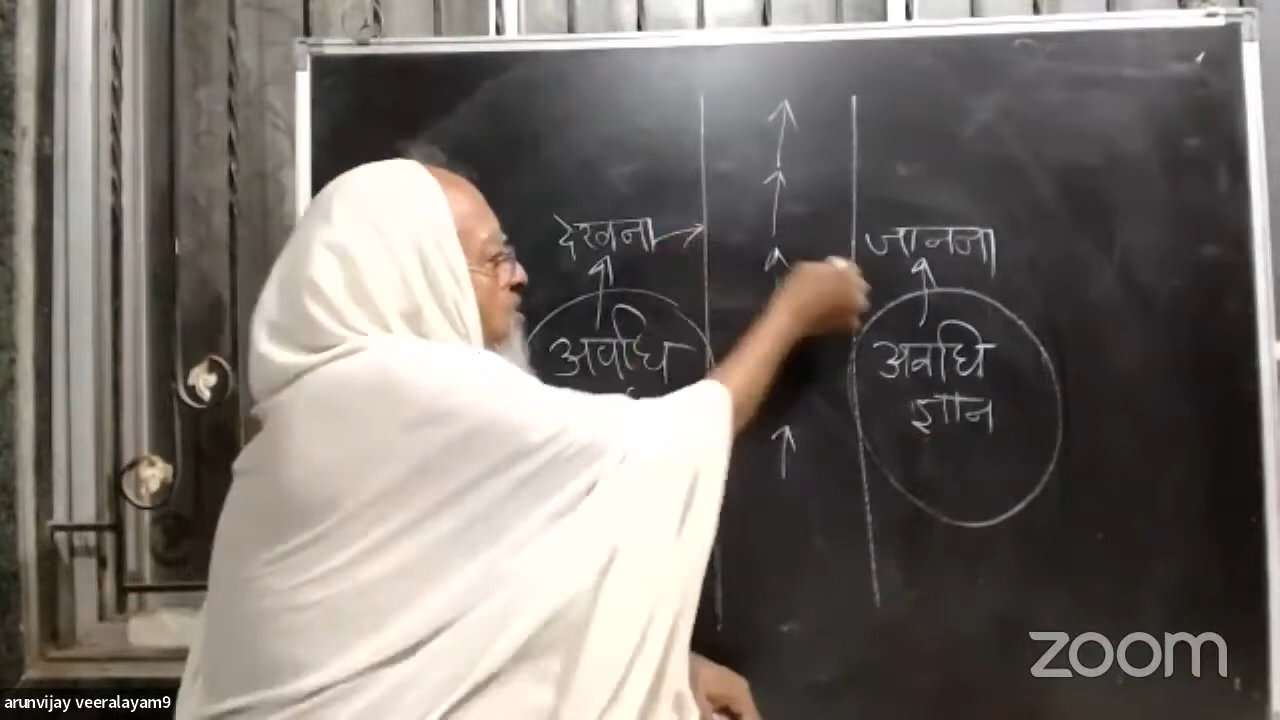 देखना
जानना
अवधि
अवधि
ज्ञान
zoom
arunvijay veeralayam9